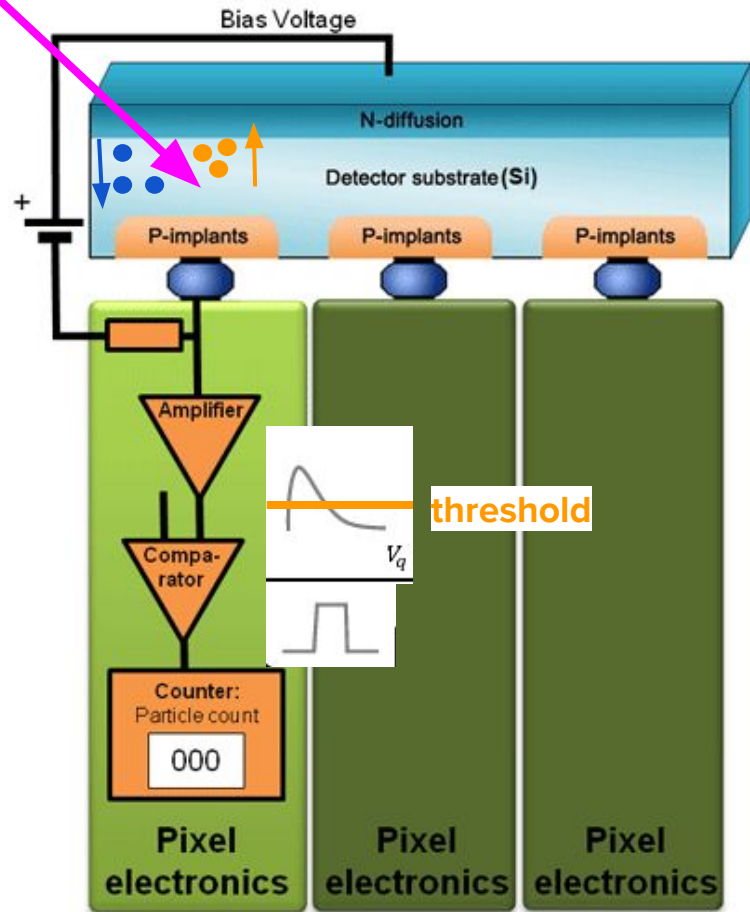 Bias Voltage
N-diffusion
Detector substrate (Si)
+
P-implants
P-implants
P-implants
Amplifier
threshold
Vq
Compa-
rator
Counter:
Particle count
000
Pixel
electronics
Pixel
electronics
Pixel
electronics